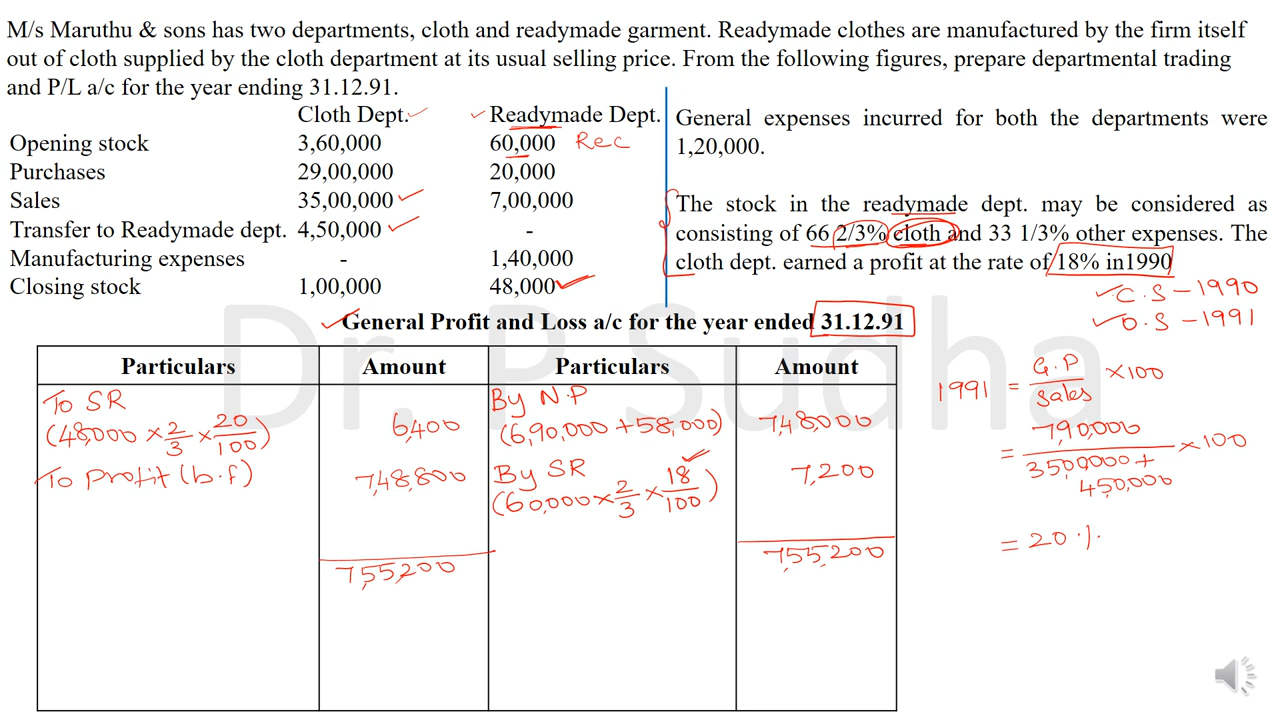 M/s Maruthu & sons has two departments, cloth and readymade garment. Readymade clothes are manufactured by the firm itself
out of cloth supplied by the cloth department at its usual selling price. From the following figures, prepare departmental trading
and P/L a/c for the year ending 31.12.91.
Cloth Dept. Readymade Dept.
Opening stock 3,60,000 60,000 Rec
Purchases 29,00,000 20,000
Sales 35,00,000 7,00,000
Transfer to Readymade dept. 4,50,000 -
Manufacturing expenses - 1,40,000
Closing stock 1,00,000 48,000
General expenses incurred for both the departments were
1,20,000.
The stock in the readymade dept. may be considered as
consisting of 66 2/3% cloth and 33 1/3% other expenses. The
cloth dept. earned a profit at the rate of 18% in1990
C.S - 1990
O.S - 1991
General Profit and Loss a/c for the year ended 31.12.91
Particulars Amount Particulars Amount
To SR
(48,000 × 2/3 × 20/100) 6,400
To Profit (b.f) 7,48,800
7,55,200
By N.P
(6,90,000 + 58,000) 7,48,000
By SR
(60,000 × 2/3 × 18/100) 7,200
7,55,200
1991 = G.P/Sales × 100
= 7,90,000/3500000 + 450,000 × 100
= 20%
Dr. P Sudha